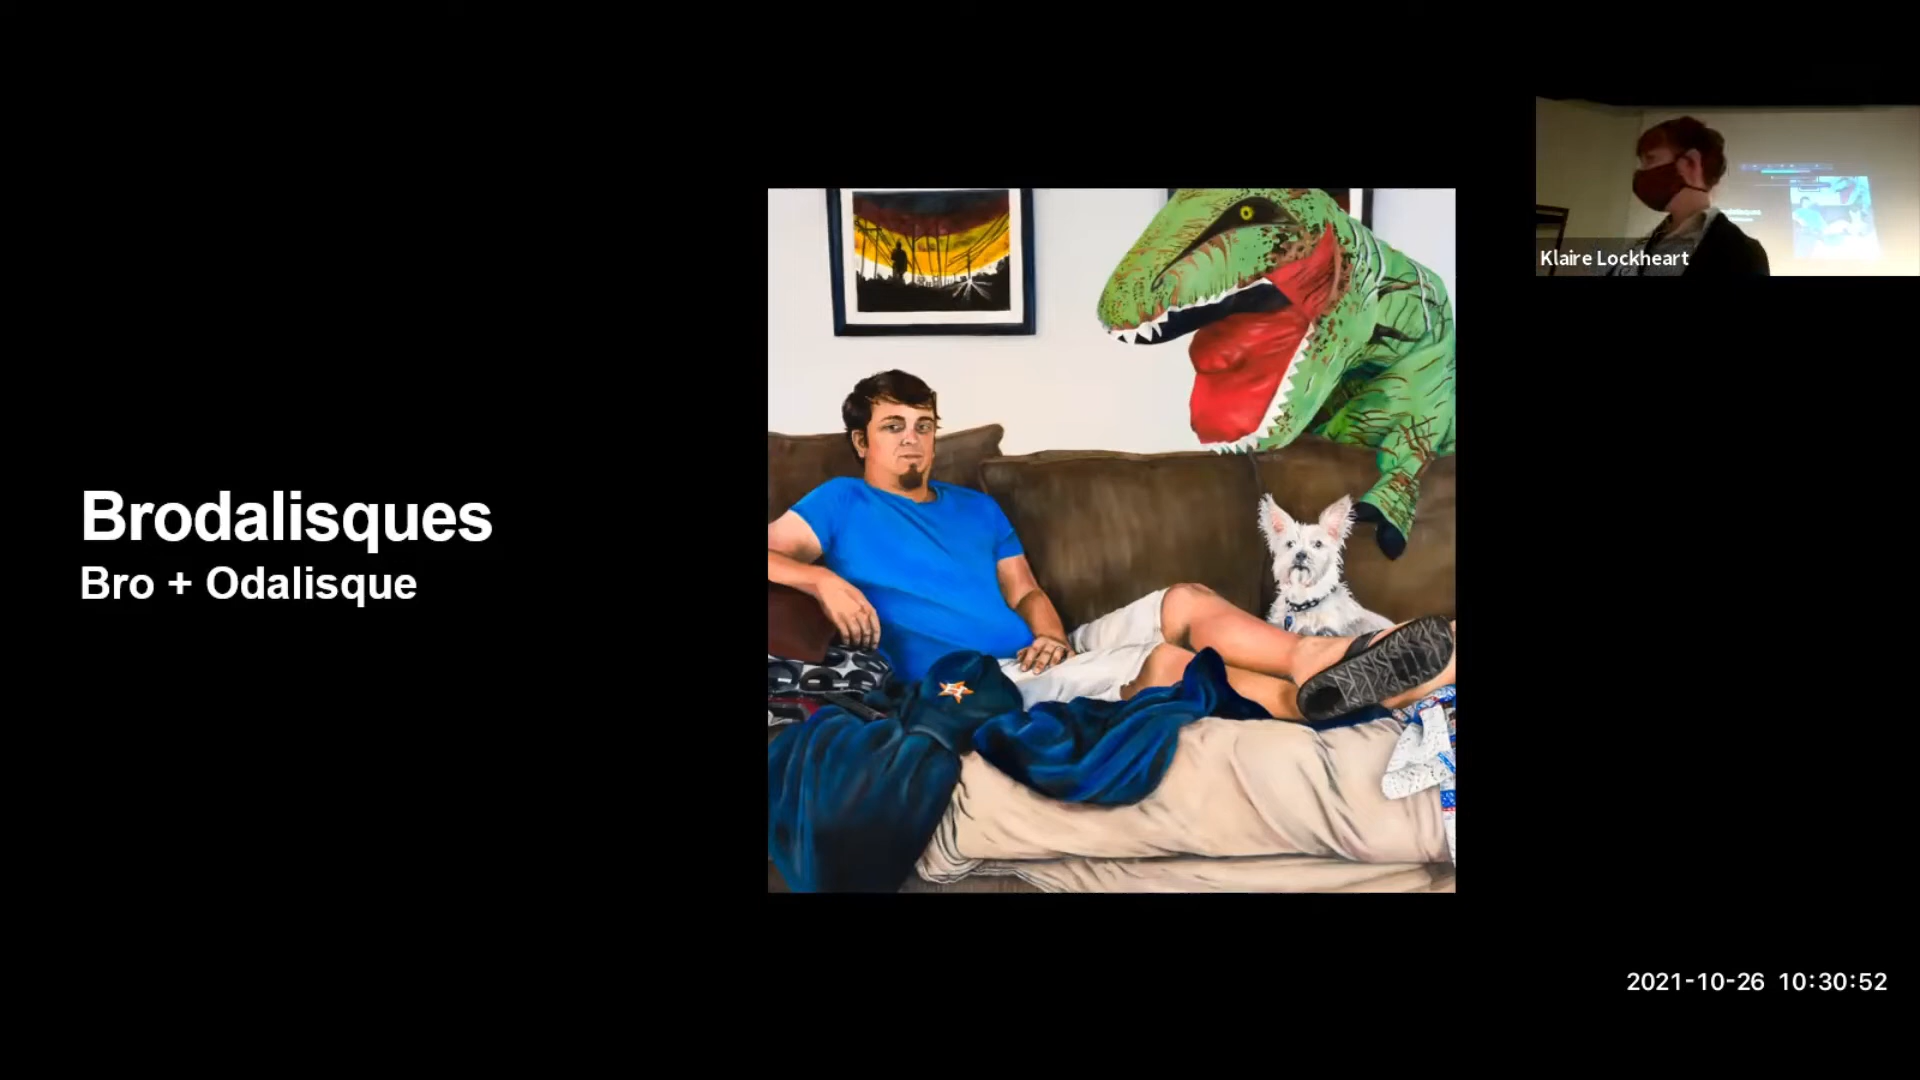 Brodalisques
Bro + Odalisque
Klaire Lockheart
2021-10-26 10:30:52